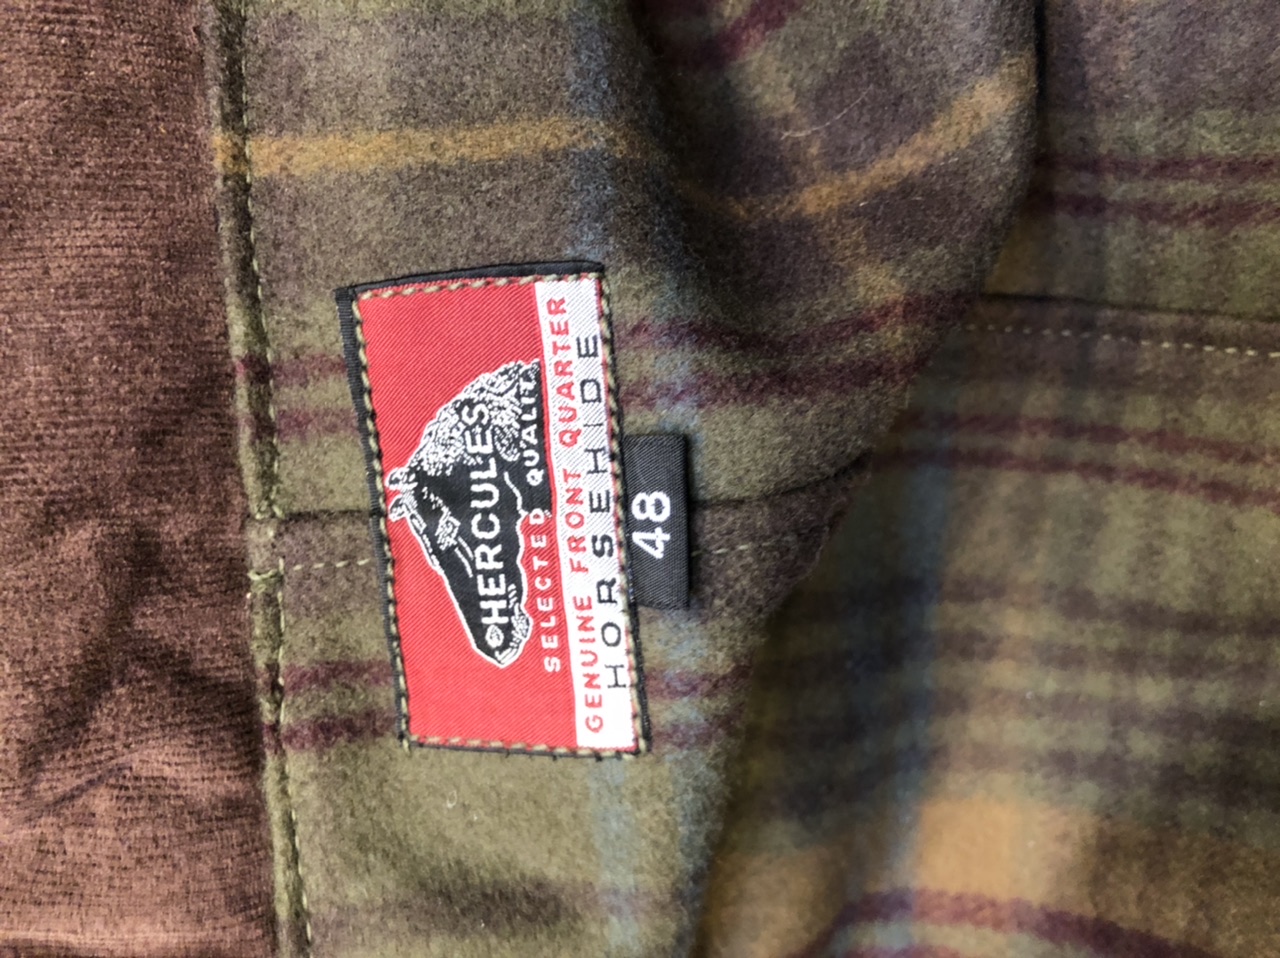 HERCULES
SELECTED QUALITY
GENUINE FRONT QUARTER
HORSEHIDE
48